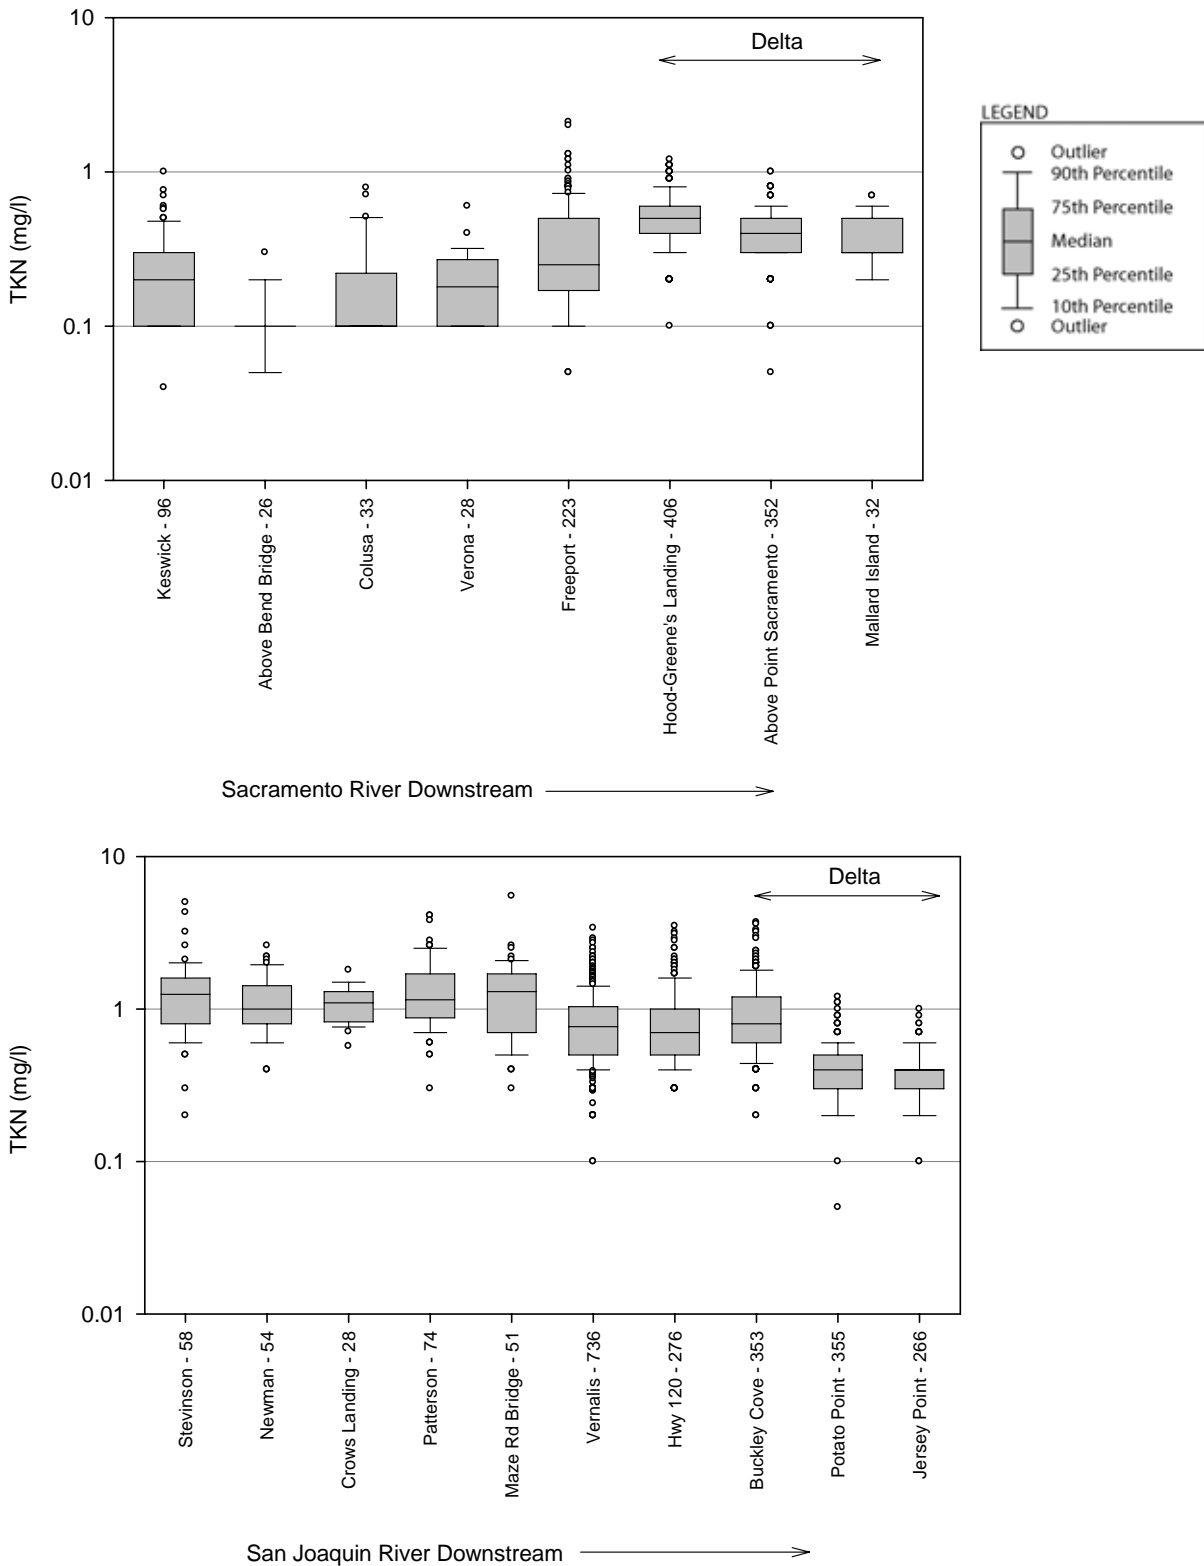 10
Delta
1
TKN (mg/l)
0.1
0.01
Keswick - 96
Above Bend Bridge - 26
Colusa - 33
Verona - 28
Freeport - 223
Hood-Greene's Landing - 406
Above Point Sacramento - 352
Mallard Island - 32
Sacramento River Downstream
LEGEND
Outlier
90th Percentile
75th Percentile
Median
25th Percentile
10th Percentile
Outlier
10
Delta
1
TKN (mg/l)
0.1
0.01
Stevinson - 58
Newman - 54
Crows Landing - 28
Patterson - 74
Maze Rd Bridge - 51
Vernalis - 736
Hwy 120 - 276
Buckley Cove - 353
Potato Point - 355
Jersey Point - 266
San Joaquin River Downstream